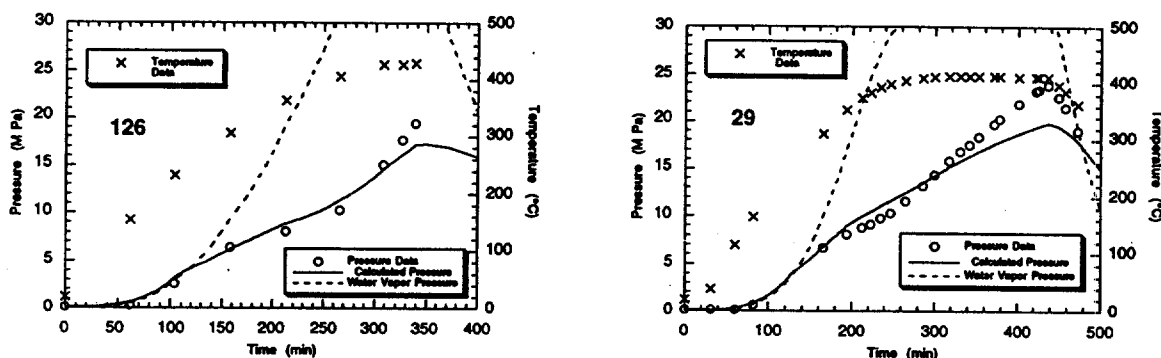 30
25
20
15
10
5
0
Pressure (M Pa)
500
400
300
200
100
0
Temperature (°C)
Temperature
Data
126
Pressure Data
Calculated Pressure
Water Vapor Pressure
0 50 100 150 200 250 300 350 400
Time (min)
30
25
20
15
10
5
0
Pressure (M Pa)
500
400
300
200
100
0
Temperature (°C)
Temperature
Data
29
Pressure Data
Calculated Pressure
Water Vapor Pressure
0 100 200 300 400 500
Time (min)